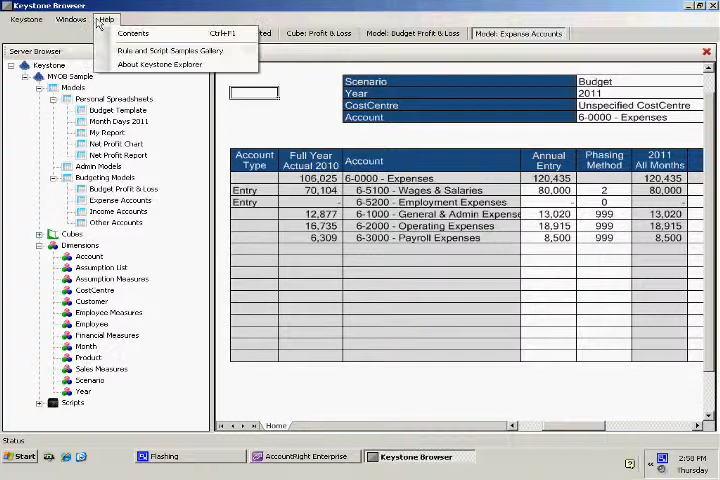 Keystone Browser
Keystone Windows Help
Contents Ctrl+F1
Rule and Script Samples Gallery
About Keystone Explorer
Cube: Profit & Loss Model: Budget Profit & Loss Model: Expense Accounts
Server Browser
Keystone
MYOB Sample
Models
Personal Spreadsheets
Budget Template
Month Days 2011
My Report
Net Profit Chart
Net Profit Report
Admin Models
Budgeting Models
Budget Profit & Loss
Expense Accounts
Income Accounts
Other Accounts
Cubes
Dimensions
Account
Assumption List
Assumption Measures
CostCentre
Customer
Employee Measures
Employee
Financial Measures
Month
Product
Sales Measures
Scenario
Year
Scripts
Scenario Budget
Year 2011
CostCentre Unspecified CostCentre
Account 6-0000 - Expenses
Account Type Full Year Actual 2010 Account Annual Entry Phasing Method 2011 All Months
106,025 6-0000 - Expenses 120,435 120,435
Entry 70,104 6-5100 - Wages & Salaries 80,000 2 80,000
Entry - 6-5200 - Employment Expenses - 0 -
12,877 6-1000 - General & Admin Expense 13,020 999 13,020
16,735 6-2000 - Operating Expenses 18,915 999 18,915
6,309 6-3000 - Payroll Expenses 8,500 999 8,500
Home
Status
Start Flashing AccountRight Enterprise Keystone Browser 2:58 PM
Thursday